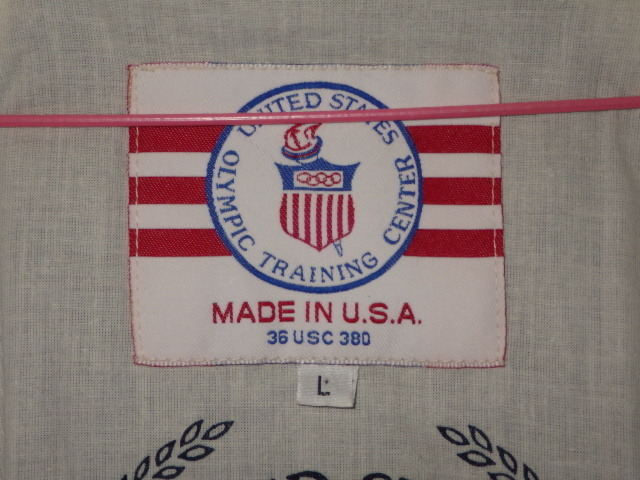 UNITED STATES
OLYMPIC TRAINING CENTER
MADE IN U.S.A.
36 USC 380
L